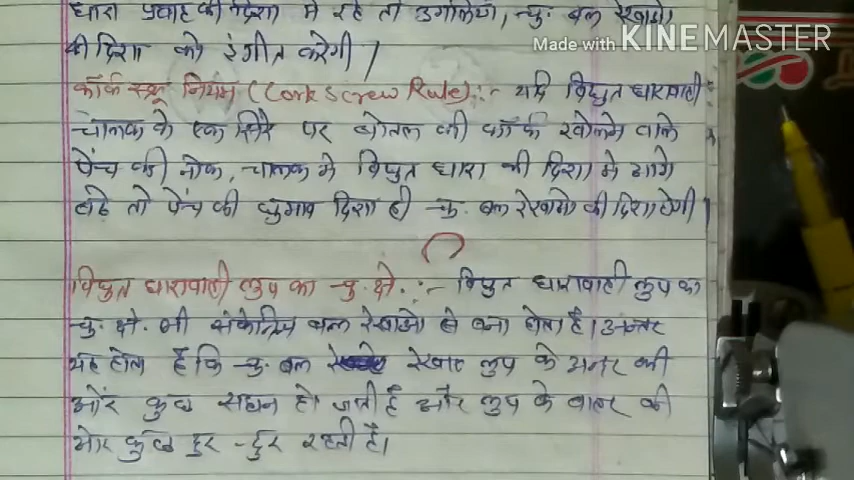 धारा प्रवाह की दिशा मे रहे तो उंगलियाँ, चु. बल रेखाओ
की दिशा को इंगीत करेगी।
Made with KINEMASTER
कॉर्क स्क्रू नियम (Cork Screw Rule) :- यदि विद्युत धारावाही
चालक के एक सिरे पर बोतल की कॉर्क खोलने वाले
पेंच की नोक, चालक मे विद्युत धारा की दिशा मे आगे
बढे तो पेंच की घुमाव दिशा ही चु. बल रेखाओ की दिशा होगी।
विद्युत धारावाही लुप का चु. क्षे. :- विद्युत धारावाही लुप का
चु. क्षे. भी संकेन्द्रिय बल रेखाओ से बना होता है। अन्तर
यह होता है कि चु. बल रेखाए लुप के अन्दर की
ओर कुछ सघन हो जाती है और लुप के बाहर की
ओर कुछ दुर - दुर रहती है।